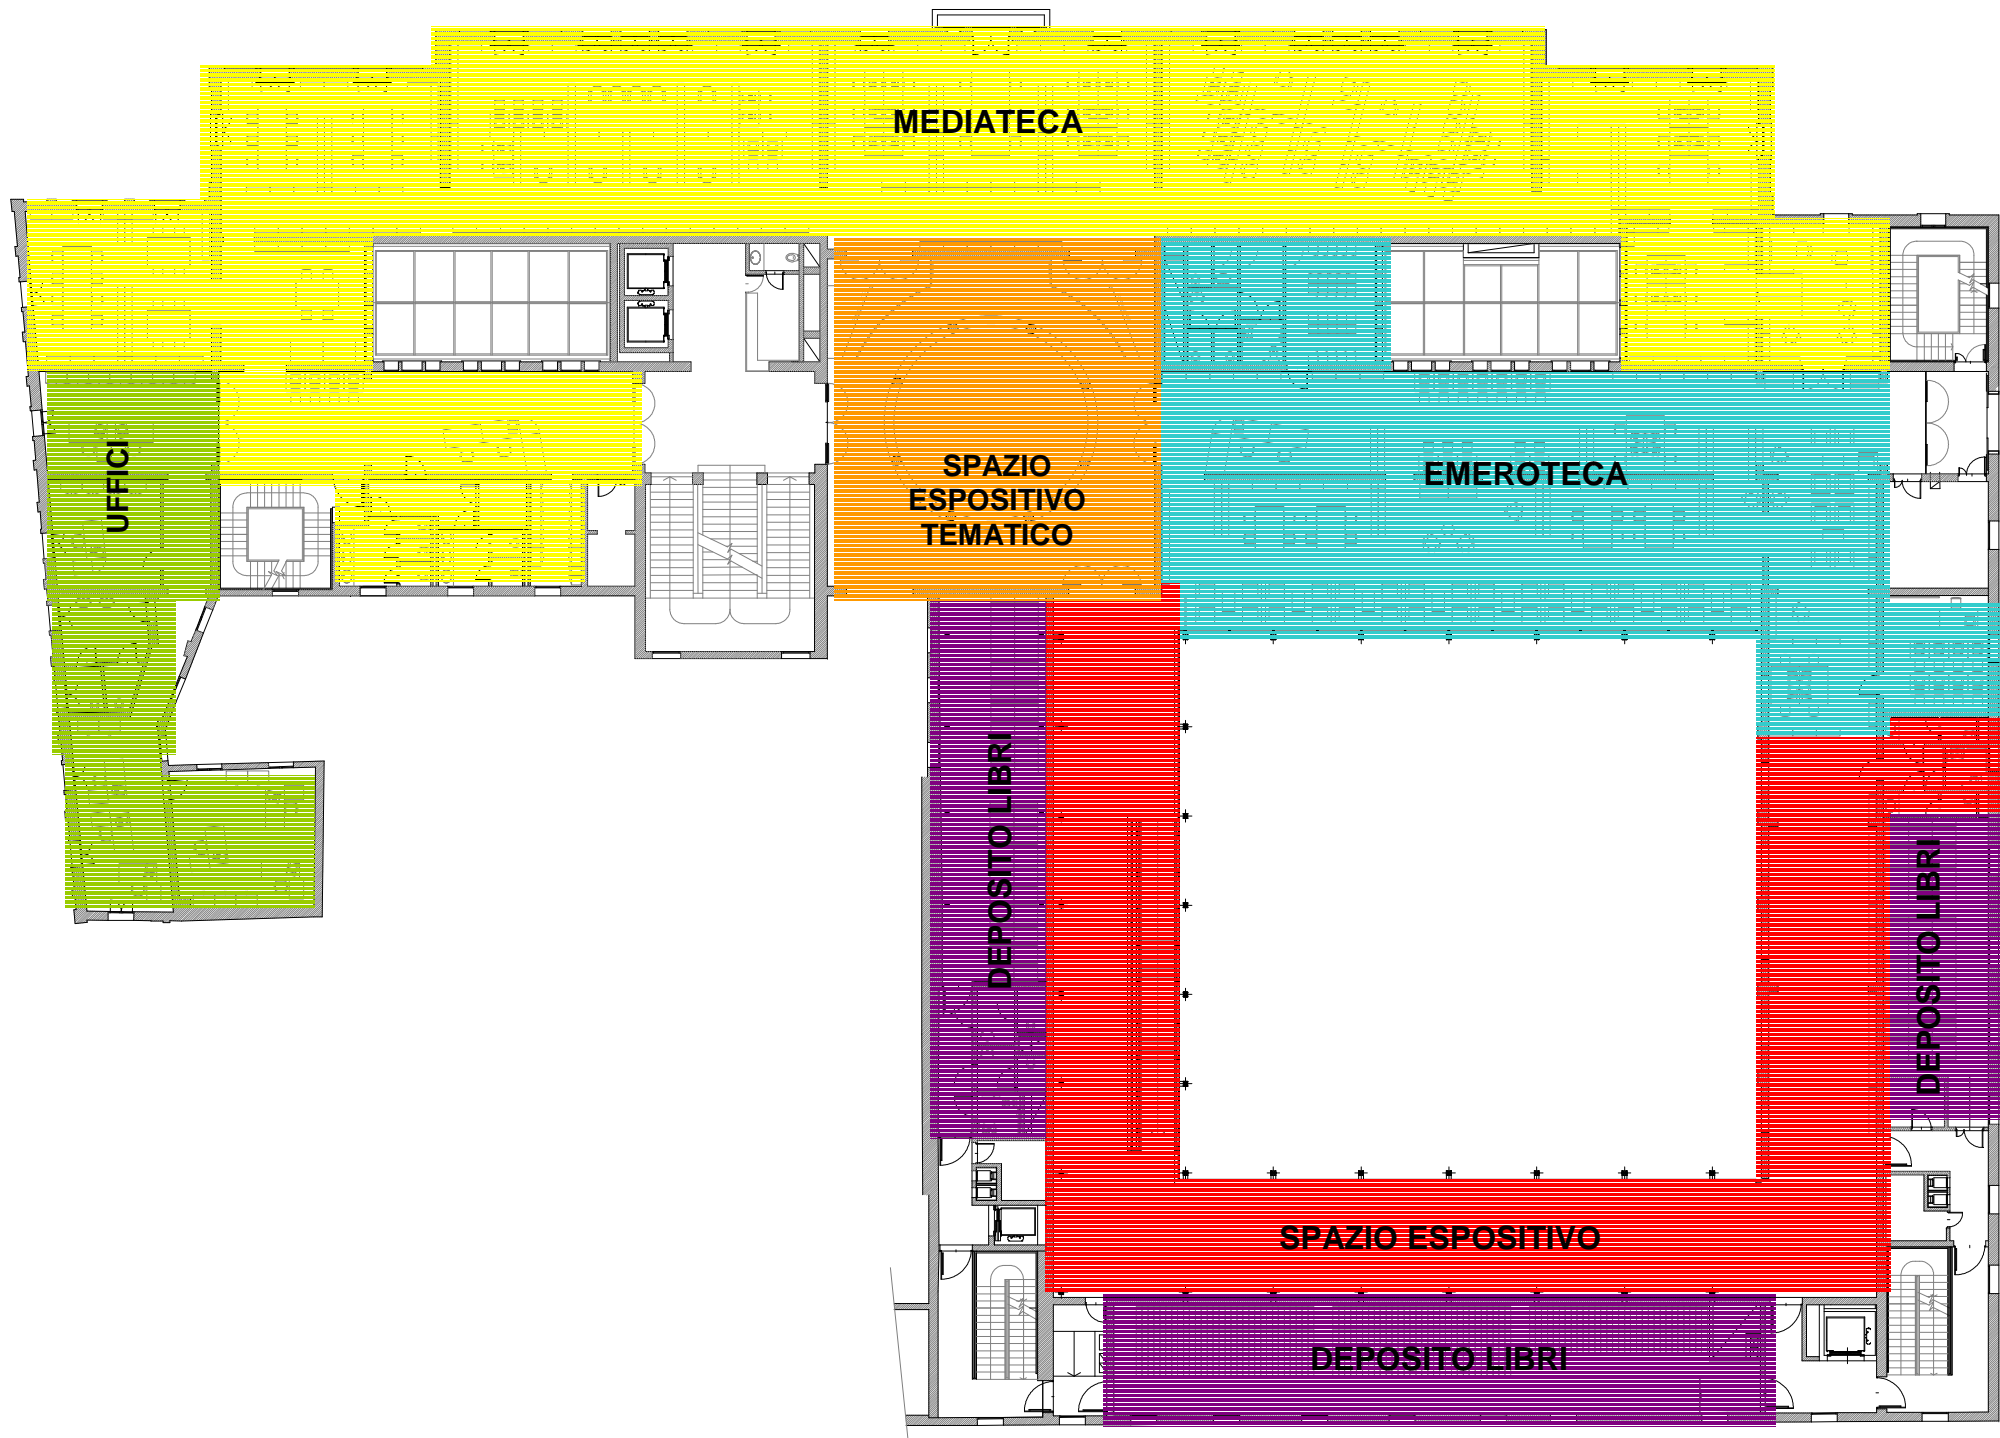 MEDIATECA
UFFICI
SPAZIO
ESPOSITIVO
TEMATICO
EMEROTECA
DEPOSITO LIBRI
DEPOSITO LIBRI
SPAZIO ESPOSITIVO
DEPOSITO LIBRI